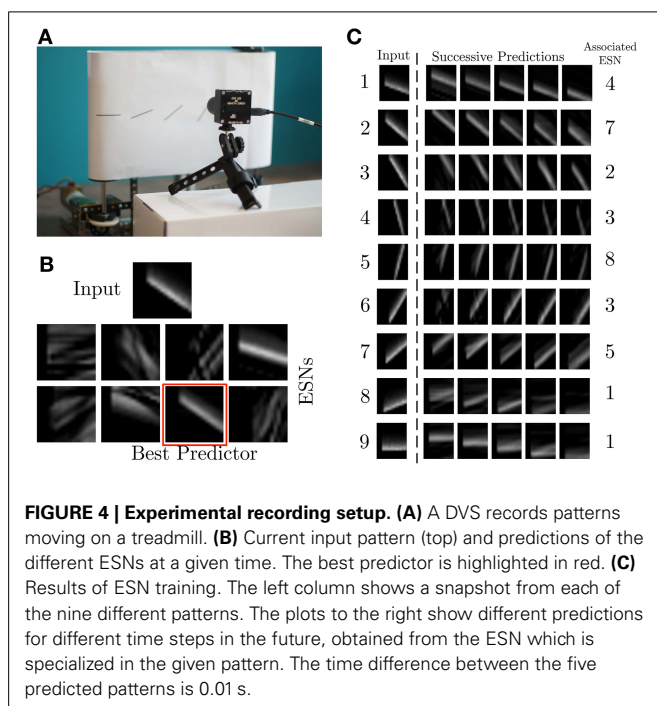 A
B
Input
ESNs
Best Predictor
C
Input
Successive Predictions
Associated
ESN
1
4
2
7
3
2
4
3
5
8
6
3
7
5
8
1
9
1
FIGURE 4 | Experimental recording setup. (A) A DVS records patterns
moving on a treadmill. (B) Current input pattern (top) and predictions of the
different ESNs at a given time. The best predictor is highlighted in red. (C)
Results of ESN training. The left column shows a snapshot from each of
the nine different patterns. The plots to the right show different predictions
for different time steps in the future, obtained from the ESN which is
specialized in the given pattern. The time difference between the five
predicted patterns is 0.01 s.